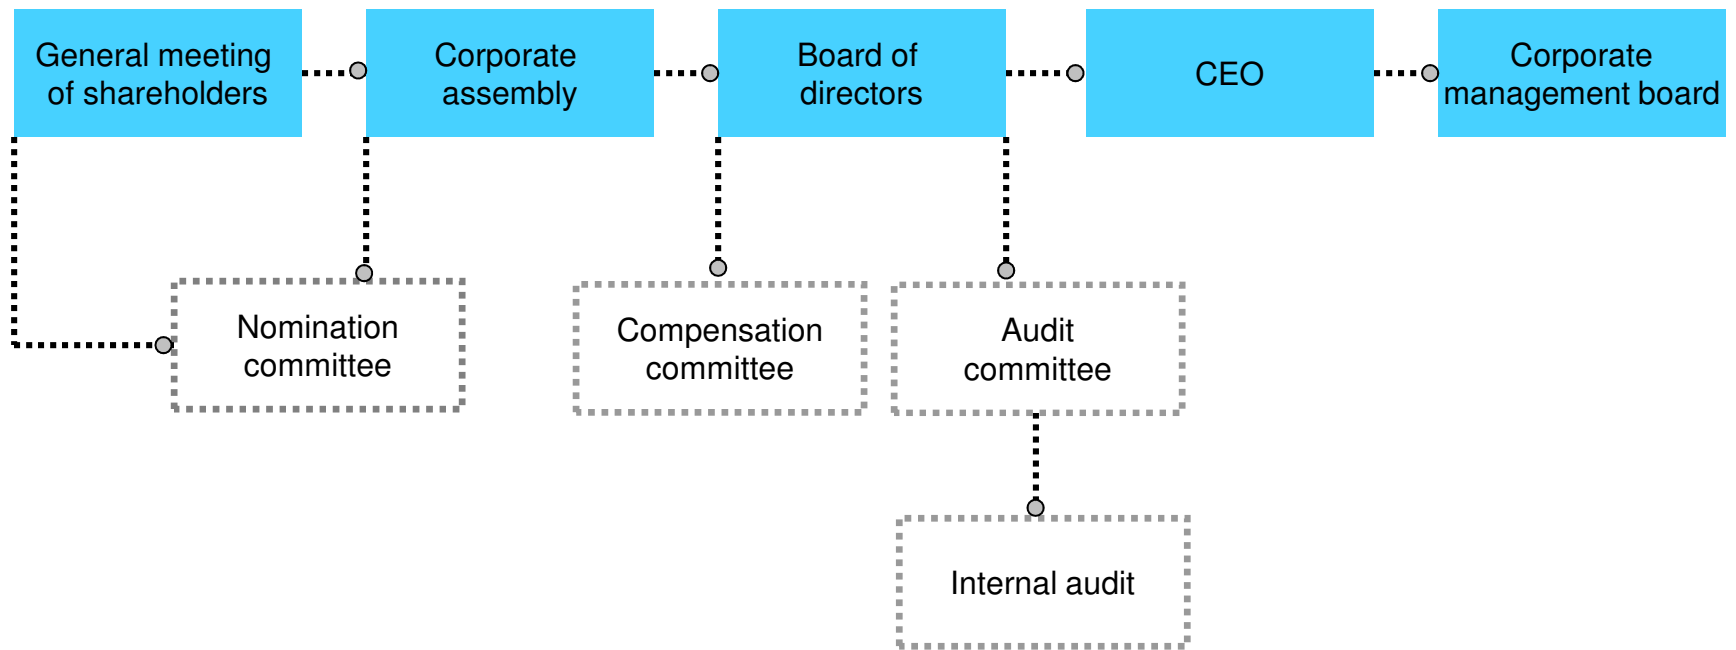 General meeting
of shareholders
Corporate
assembly
Board of
directors
CEO
Corporate
management board
Nomination
committee
Compensation
committee
Audit
committee
Internal audit